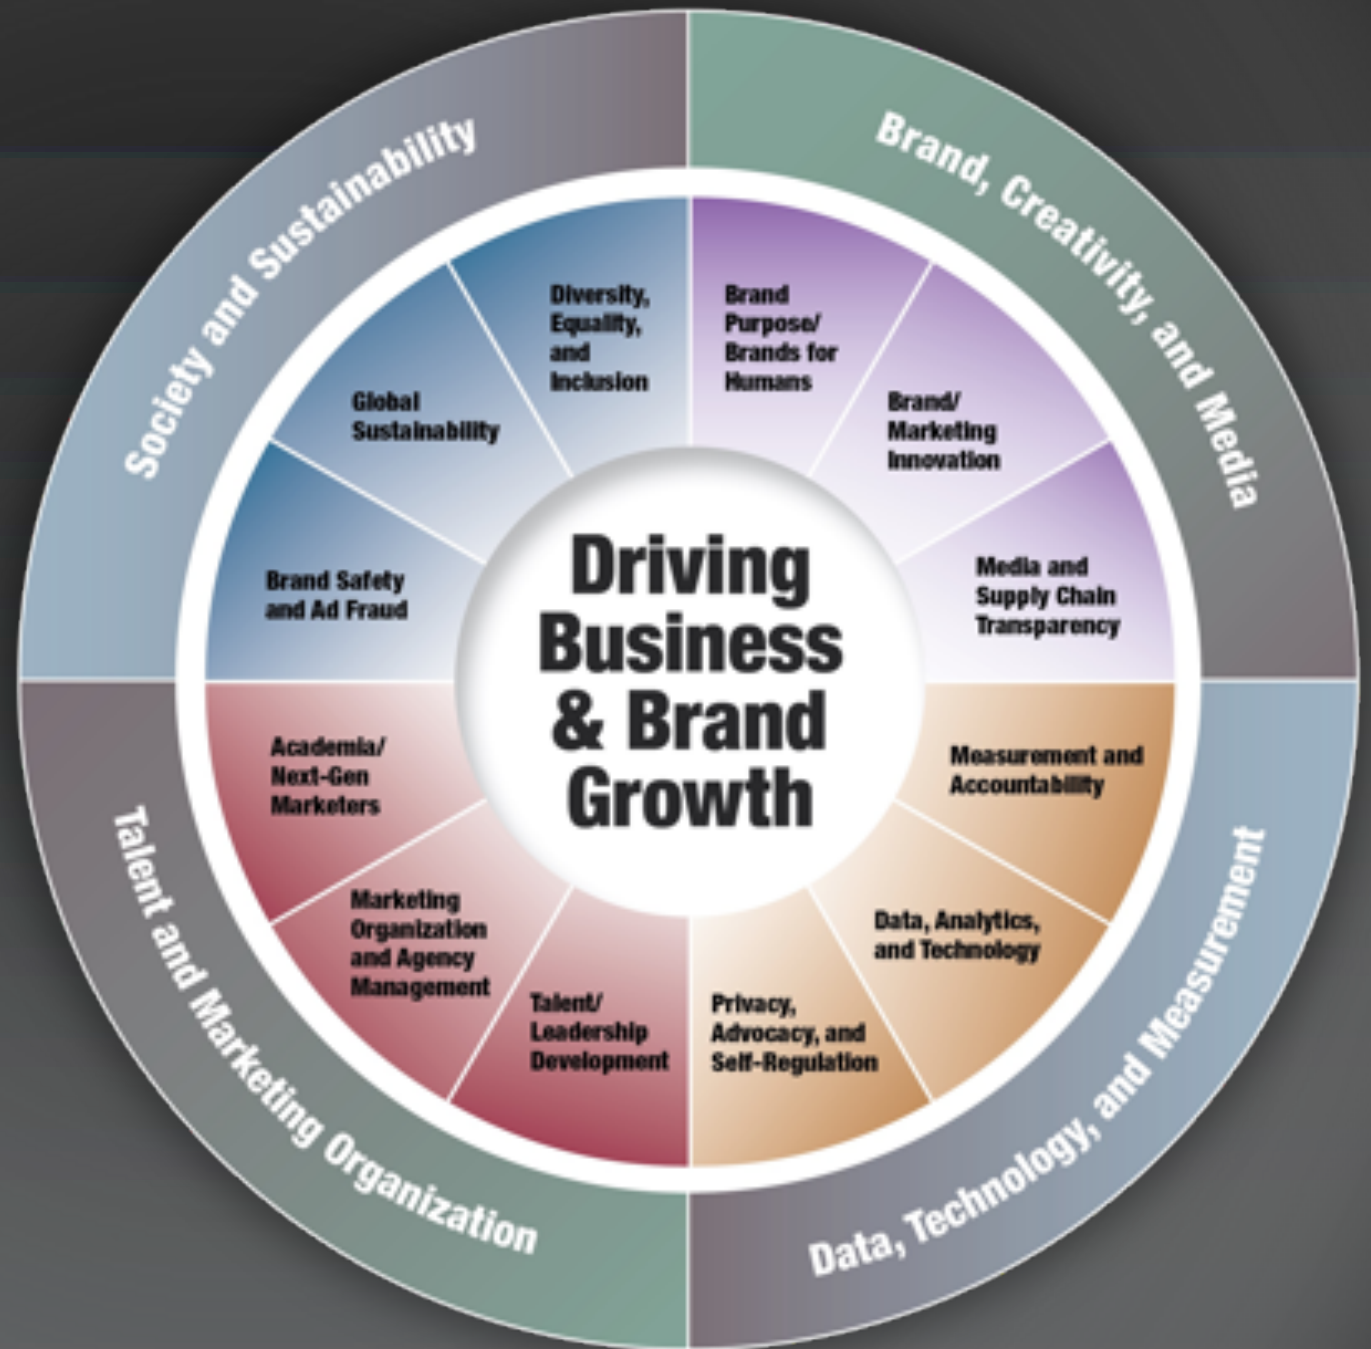 Society and Sustainability
Brand, Creativity, and Media
Data, Technology, and Measurement
Talent and Marketing Organization
Driving
Business
& Brand
Growth
Brand
Purpose/
Brands for
Humans
Brand/
Marketing
Innovation
Media and
Supply Chain
Transparency
Measurement and
Accountability
Data, Analytics,
and Technology
Privacy,
Advocacy, and
Self-Regulation
Talent/
Leadership
Development
Marketing
Organization
and Agency
Management
Academia/
Next-Gen
Marketers
Brand Safety
and Ad Fraud
Global
Sustainability
Diversity,
Equality,
and
Inclusion